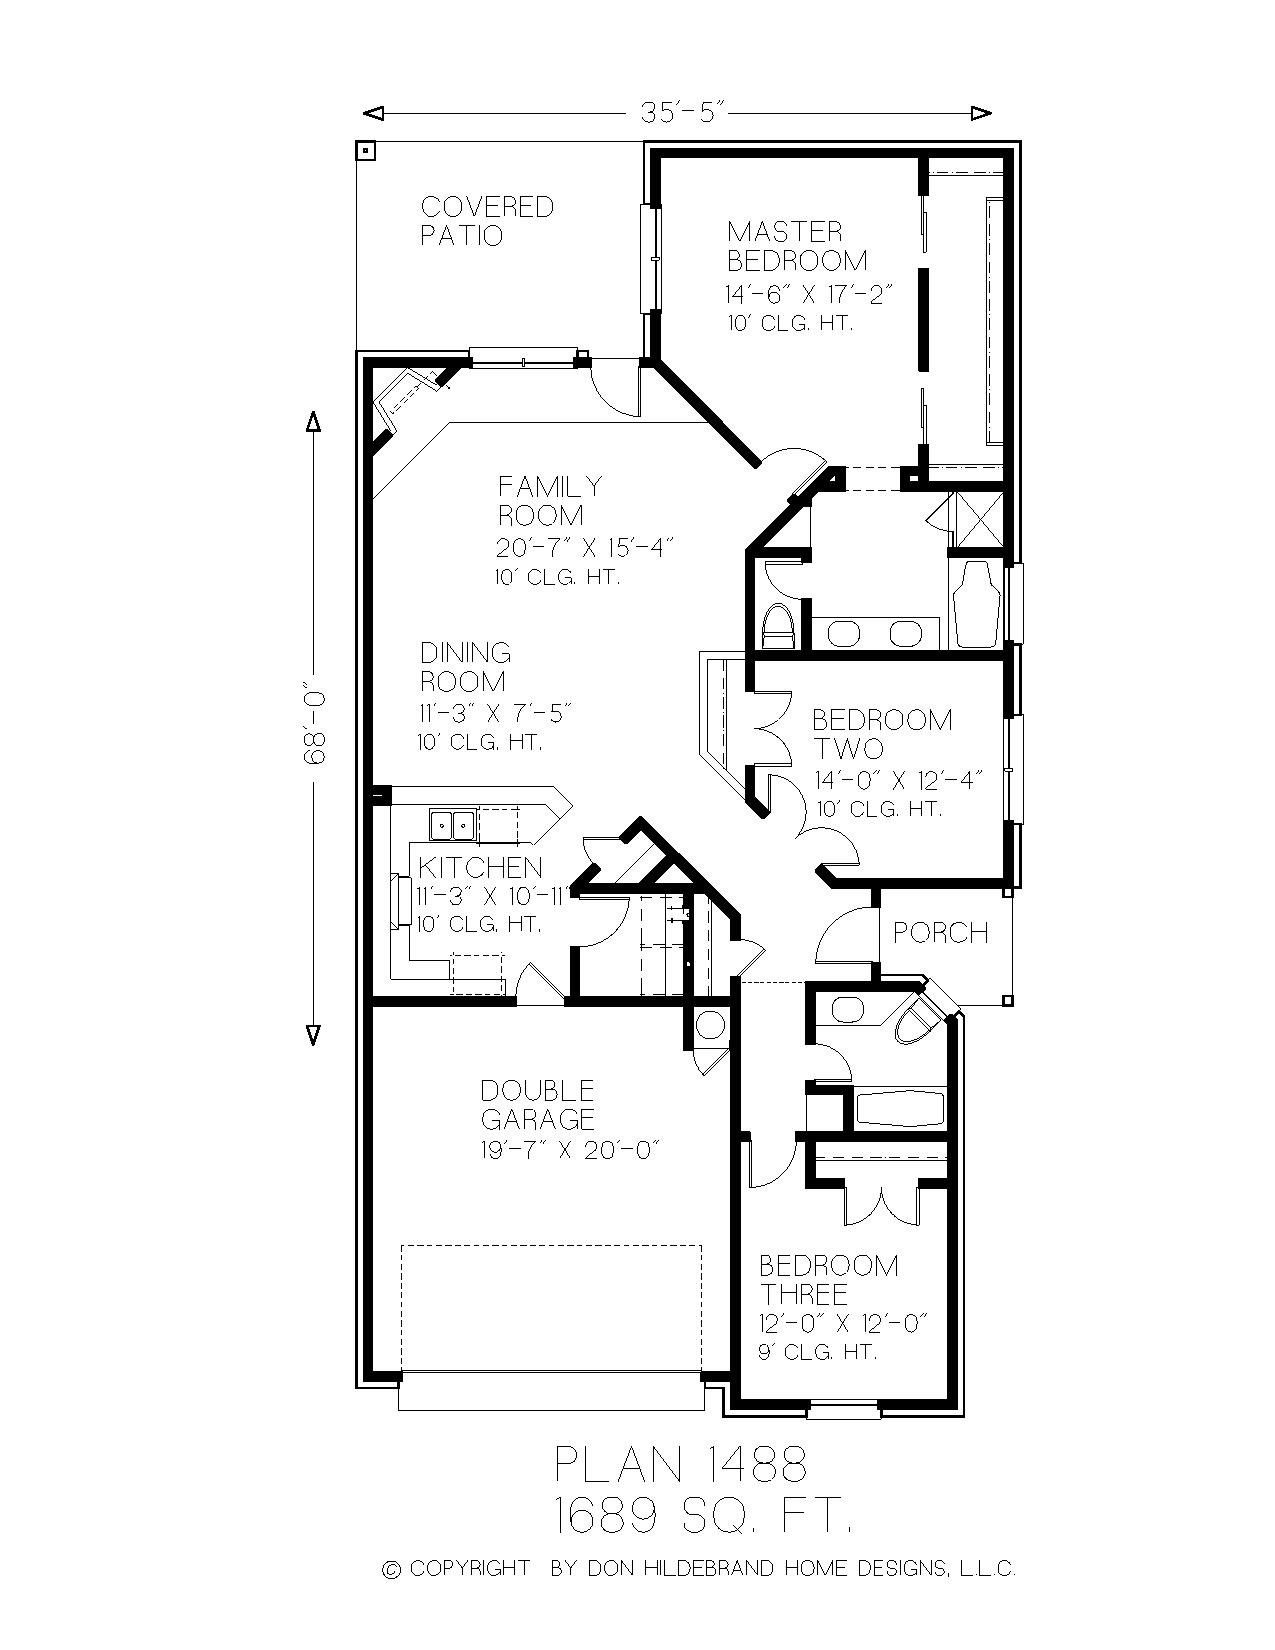 35'-5"
COVERED
PATIO
MASTER
BEDROOM
14'-6" X 17'-2"
10' CLG. HT.
FAMILY
ROOM
20'-7" X 15'-4"
10' CLG. HT.
DINING
ROOM
11'-3" X 7'-5"
10' CLG. HT.
68'-0"
BEDROOM
TWO
14'-0" X 12'-4"
10' CLG. HT.
KITCHEN
11'-3" X 10'-11"
10' CLG. HT.
PORCH
DOUBLE
GARAGE
19'-7" X 20'-0"
BEDROOM
THREE
12'-0" X 12'-0"
9' CLG. HT.
PLAN 1488
1689 SQ. FT.
© COPYRIGHT BY DON HILDEBRAND HOME DESIGNS, L.L.C.